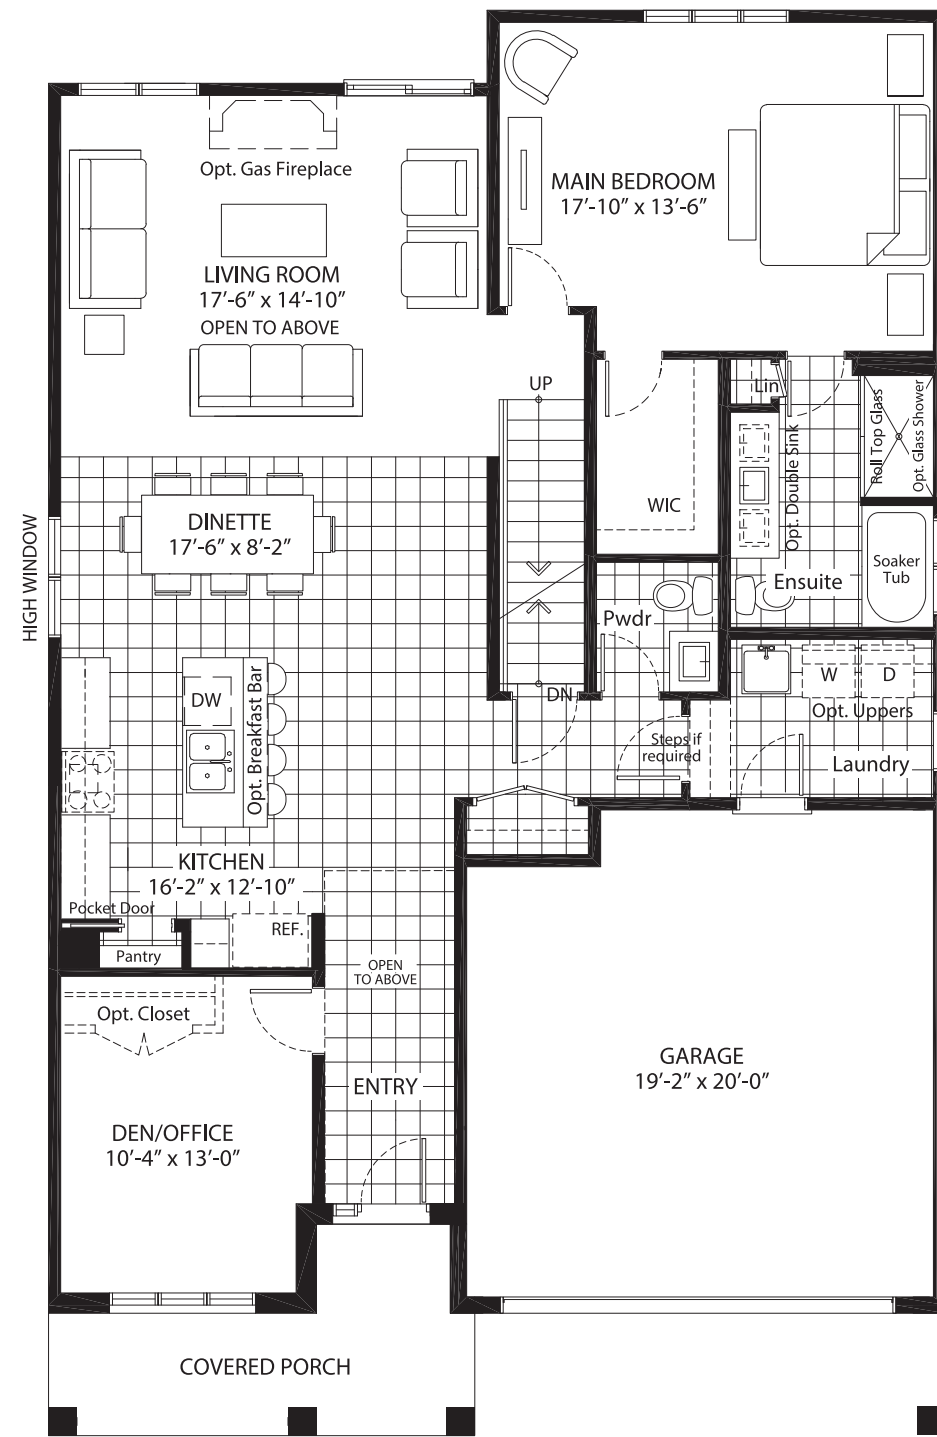 Opt. Gas Fireplace
MAIN BEDROOM
17’-10” x 13’-6”
LIVING ROOM
17’-6” x 14’-10”
OPEN TO ABOVE
UP
Lin
Roll Top Glass
Opt. Glass Shower
Opt. Double Sink
WIC
HIGH WINDOW
DINETTE
17’-6” x 8’-2”
Soaker
Tub
Ensuite
Pwdr
DW
Opt. Breakfast Bar
DN
W
D
Opt. Uppers
Steps if
required
Laundry
KITCHEN
16’-2” x 12’-10”
Pocket Door
REF.
Pantry
OPEN
TO ABOVE
Opt. Closet
GARAGE
19’-2” x 20’-0”
ENTRY
DEN/OFFICE
10’-4” x 13’-0”
COVERED PORCH